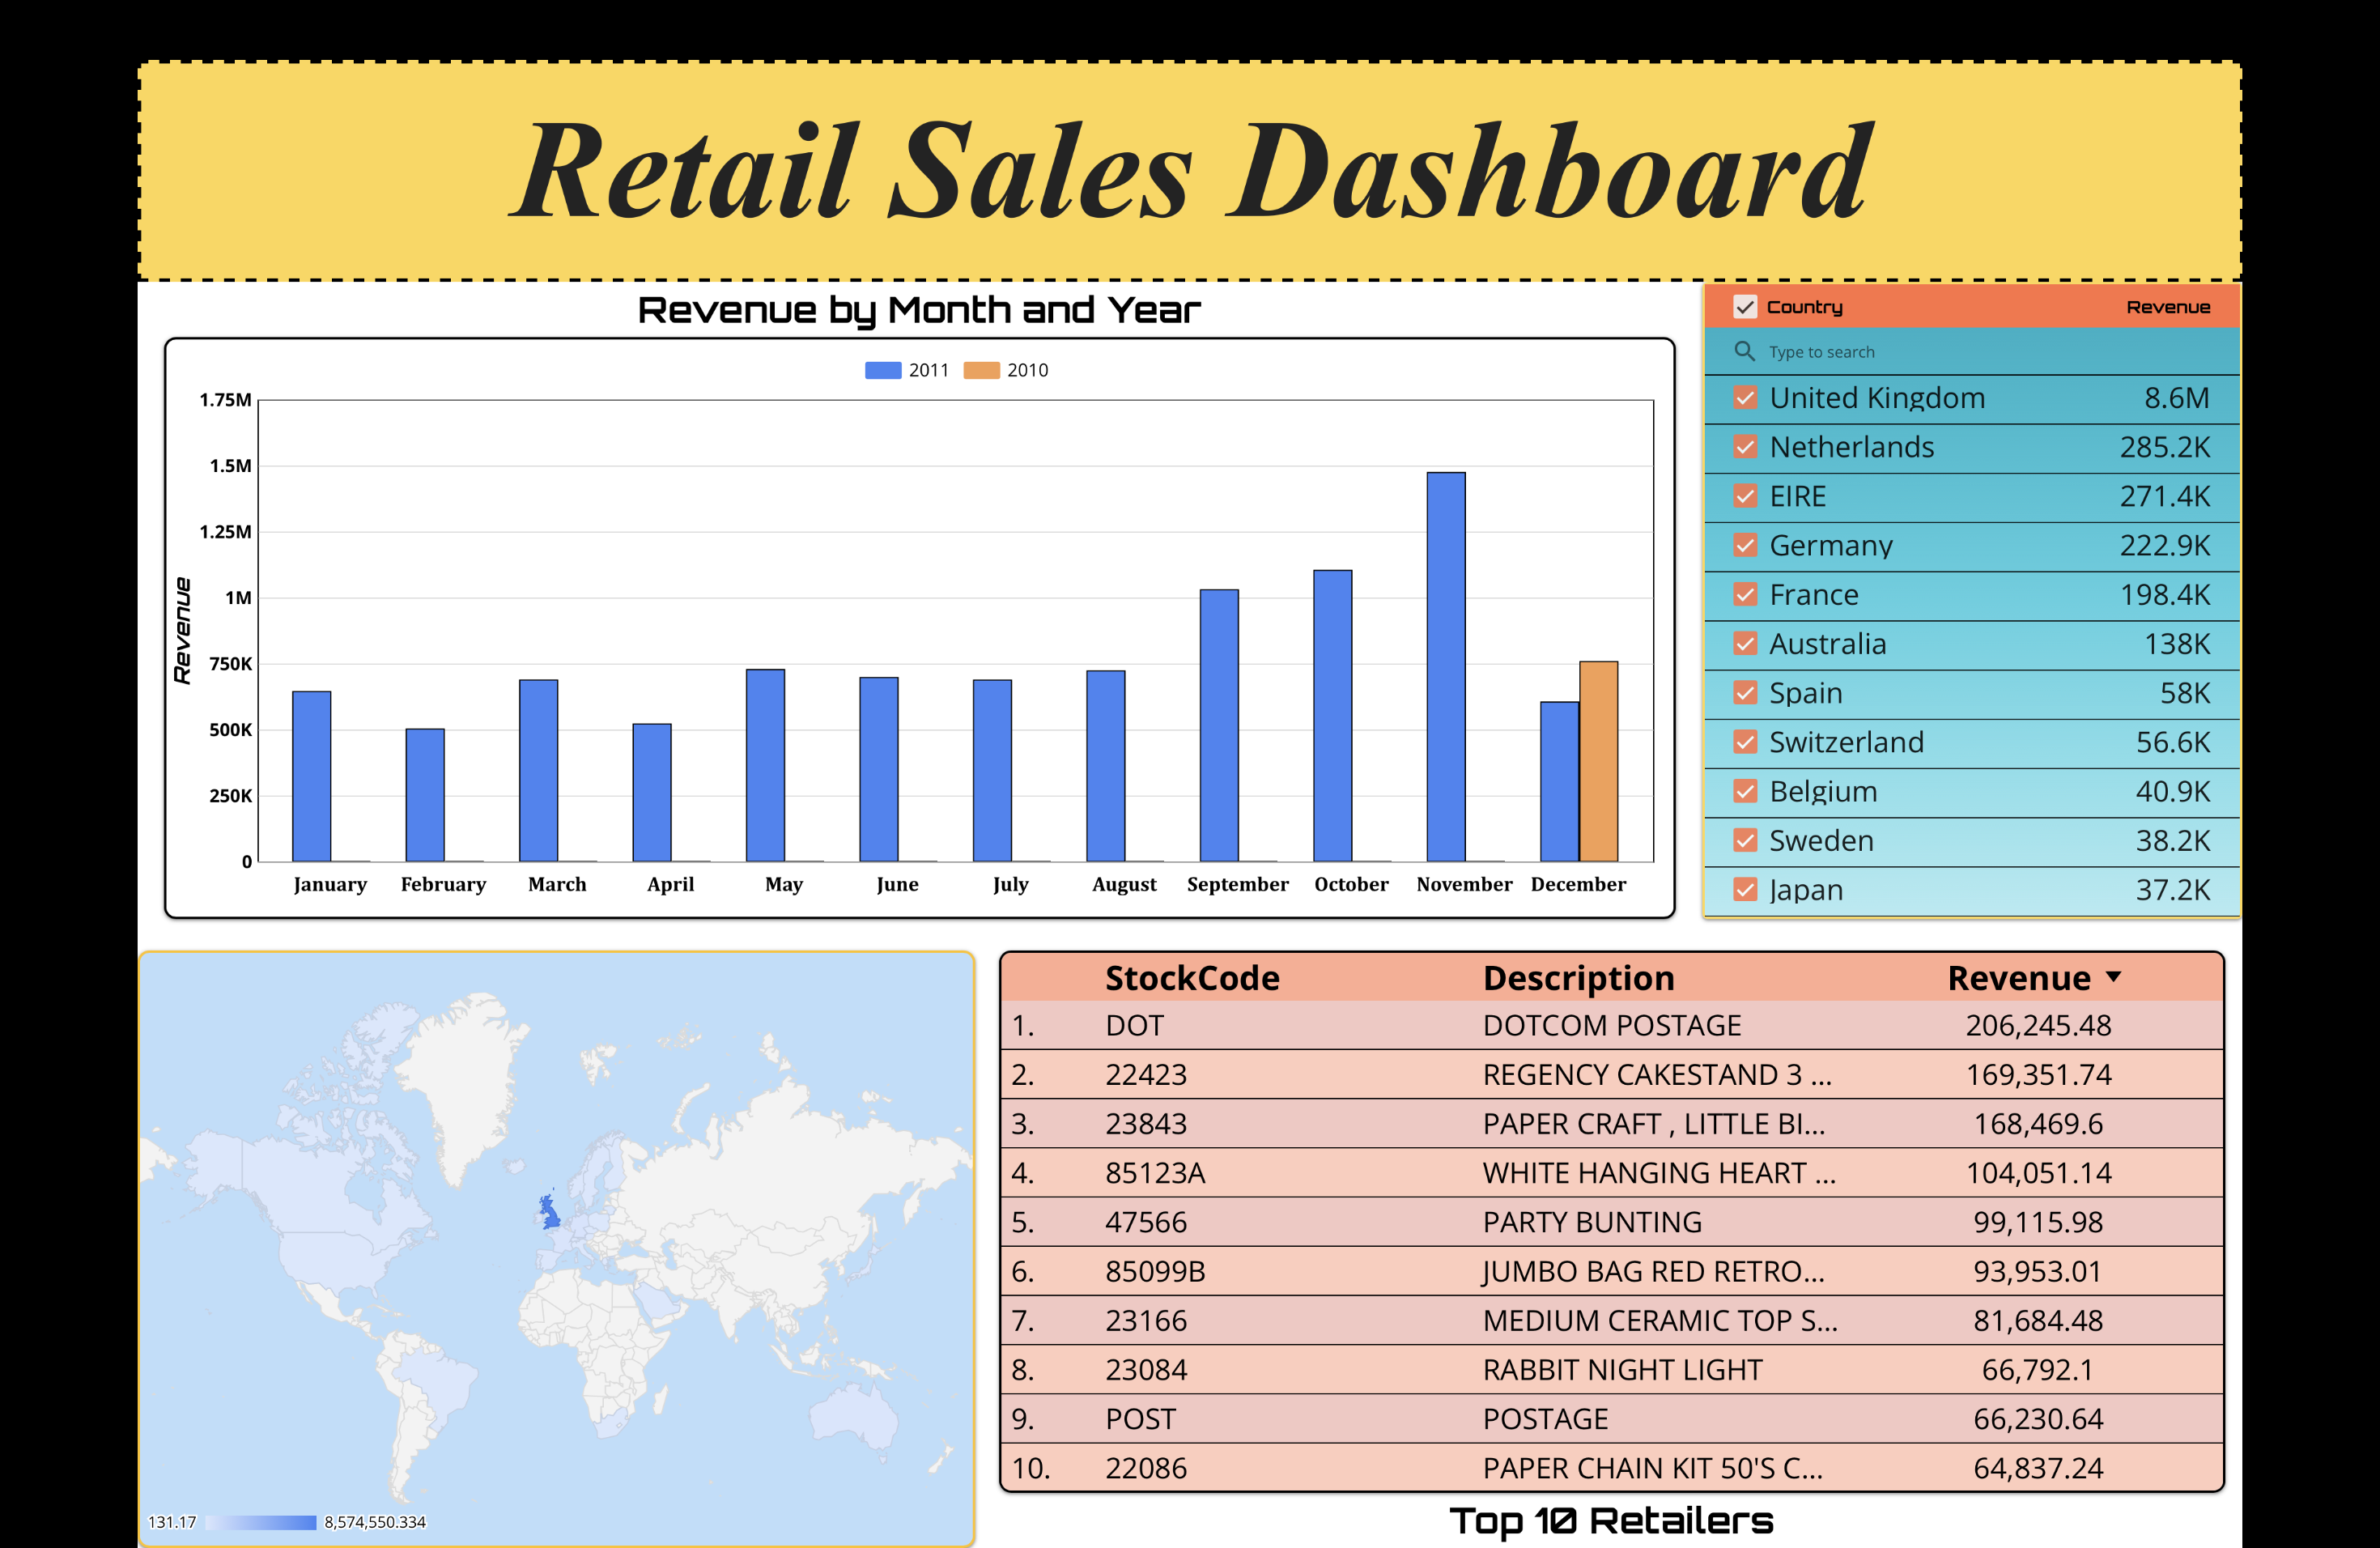 Retail Sales Dashboard
Revenue by Month and Year
2011 2010
Revenue
1.75M
1.5M
1.25M
1M
750K
500K
250K
0
January February March April May June July August September October November December
Country Revenue
Type to search
United Kingdom 8.6M
Netherlands 285.2K
EIRE 271.4K
Germany 222.9K
France 198.4K
Australia 138K
Spain 58K
Switzerland 56.6K
Belgium 40.9K
Sweden 38.2K
Japan 37.2K
131.17 8,574,550.334
StockCode Description Revenue
1. DOT DOTCOM POSTAGE 206,245.48
2. 22423 REGENCY CAKESTAND 3 ... 169,351.74
3. 23843 PAPER CRAFT , LITTLE BI... 168,469.6
4. 85123A WHITE HANGING HEART ... 104,051.14
5. 47566 PARTY BUNTING 99,115.98
6. 85099B JUMBO BAG RED RETRO... 93,953.01
7. 23166 MEDIUM CERAMIC TOP S... 81,684.48
8. 23084 RABBIT NIGHT LIGHT 66,792.1
9. POST POSTAGE 66,230.64
10. 22086 PAPER CHAIN KIT 50'S C... 64,837.24
Top 10 Retailers